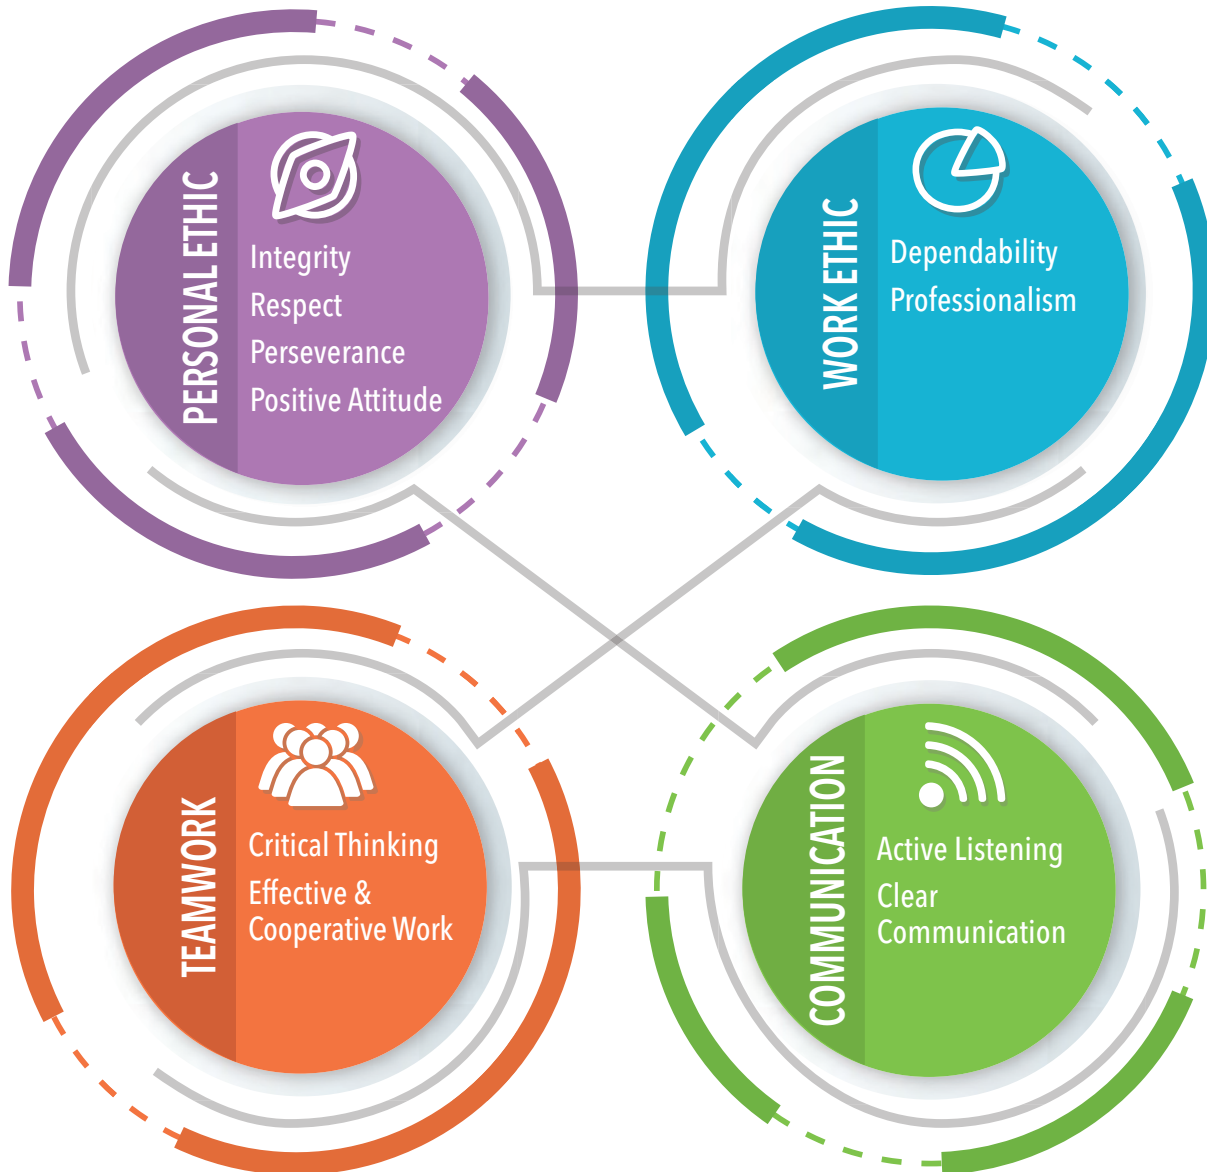 PERSONAL ETHIC
Integrity
Respect
Perseverance
Positive Attitude
WORK ETHIC
Dependability
Professionalism
TEAMWORK
Critical Thinking
Effective &
Cooperative Work
COMMUNICATION
Active Listening
Clear
Communication